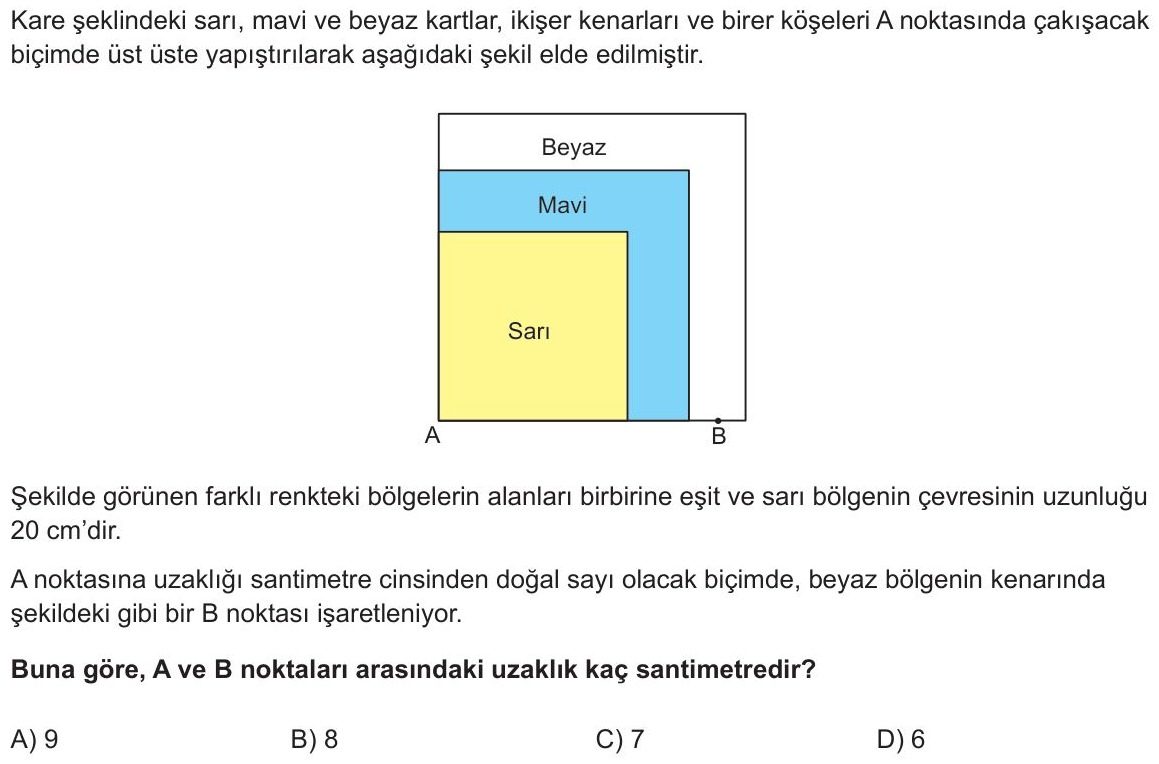 Kare şeklindeki sarı, mavi ve beyaz kartlar, ikişer kenarları ve birer köşeleri A noktasında çakışacak
biçimde üst üste yapıştırılarak aşağıdaki şekil elde edilmiştir.
Beyaz
Mavi
Sarı
A
B
Şekilde görünen farklı renkteki bölgelerin alanları birbirine eşit ve sarı bölgenin çevresinin uzunluğu
20 cm’dir.
A noktasına uzaklığı santimetre cinsinden doğal sayı olacak biçimde, beyaz bölgenin kenarında
şekildeki gibi bir B noktası işaretleniyor.
Buna göre, A ve B noktaları arasındaki uzaklık kaç santimetredir?
A) 9 B) 8 C) 7 D) 6